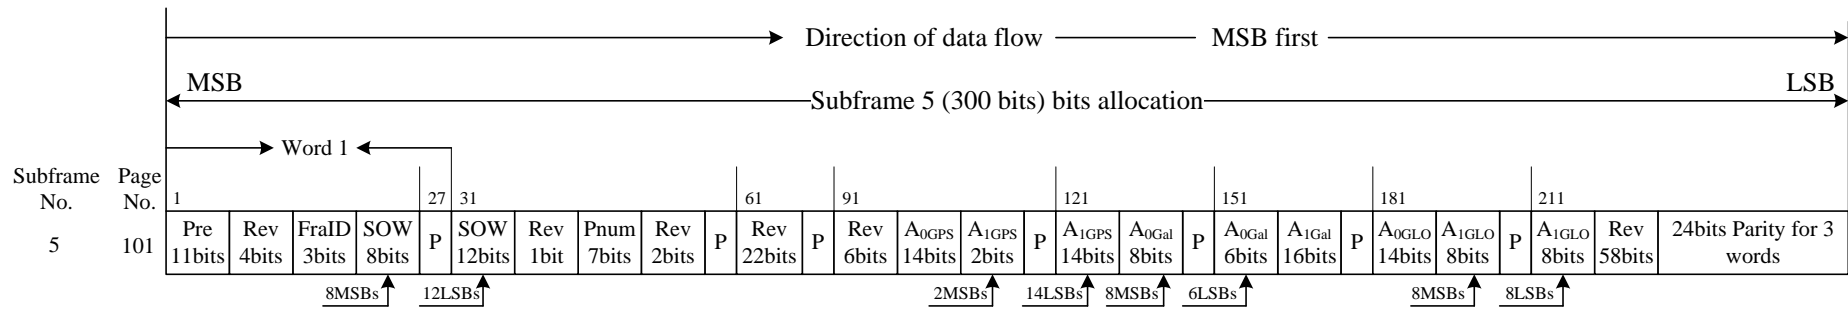 Direction of data flow MSB first
MSB LSB
Subframe 5 (300 bits) bits allocation
Word 1
Subframe No. Page No.
1 27 31 61 91 121 151 181 211
5 101
Pre 11bits
Rev 4bits
FraID 3bits
SOW 8bits
P
SOW 12bits
Rev 1bit
Pnum 7bits
Rev 2bits
P
Rev 22bits
P
Rev 6bits
A0GPS 14bits
A1GPS 2bits
P
A1GPS 14bits
A0Gal 8bits
P
A0Gal 6bits
A1Gal 16bits
P
A0GLO 14bits
A1GLO 8bits
P
A1GLO 8bits
Rev 58bits
24bits Parity for 3 words
8MSBs 12LSBs 2MSBs 14LSBs 8MSBs 6LSBs 8MSBs 8LSBs